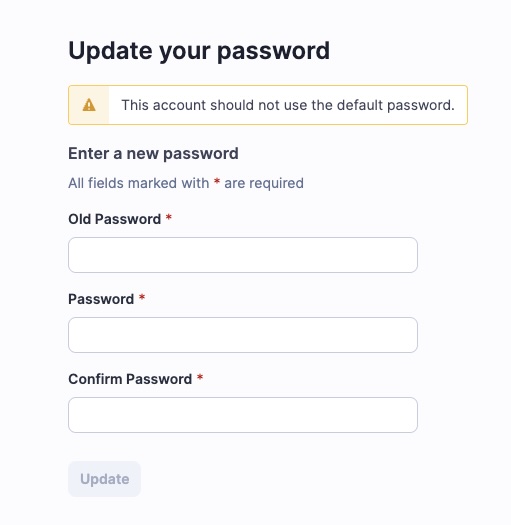 Update your password
This account should not use the default password.
Enter a new password
All fields marked with * are required
Old Password *
Password *
Confirm Password *
Update